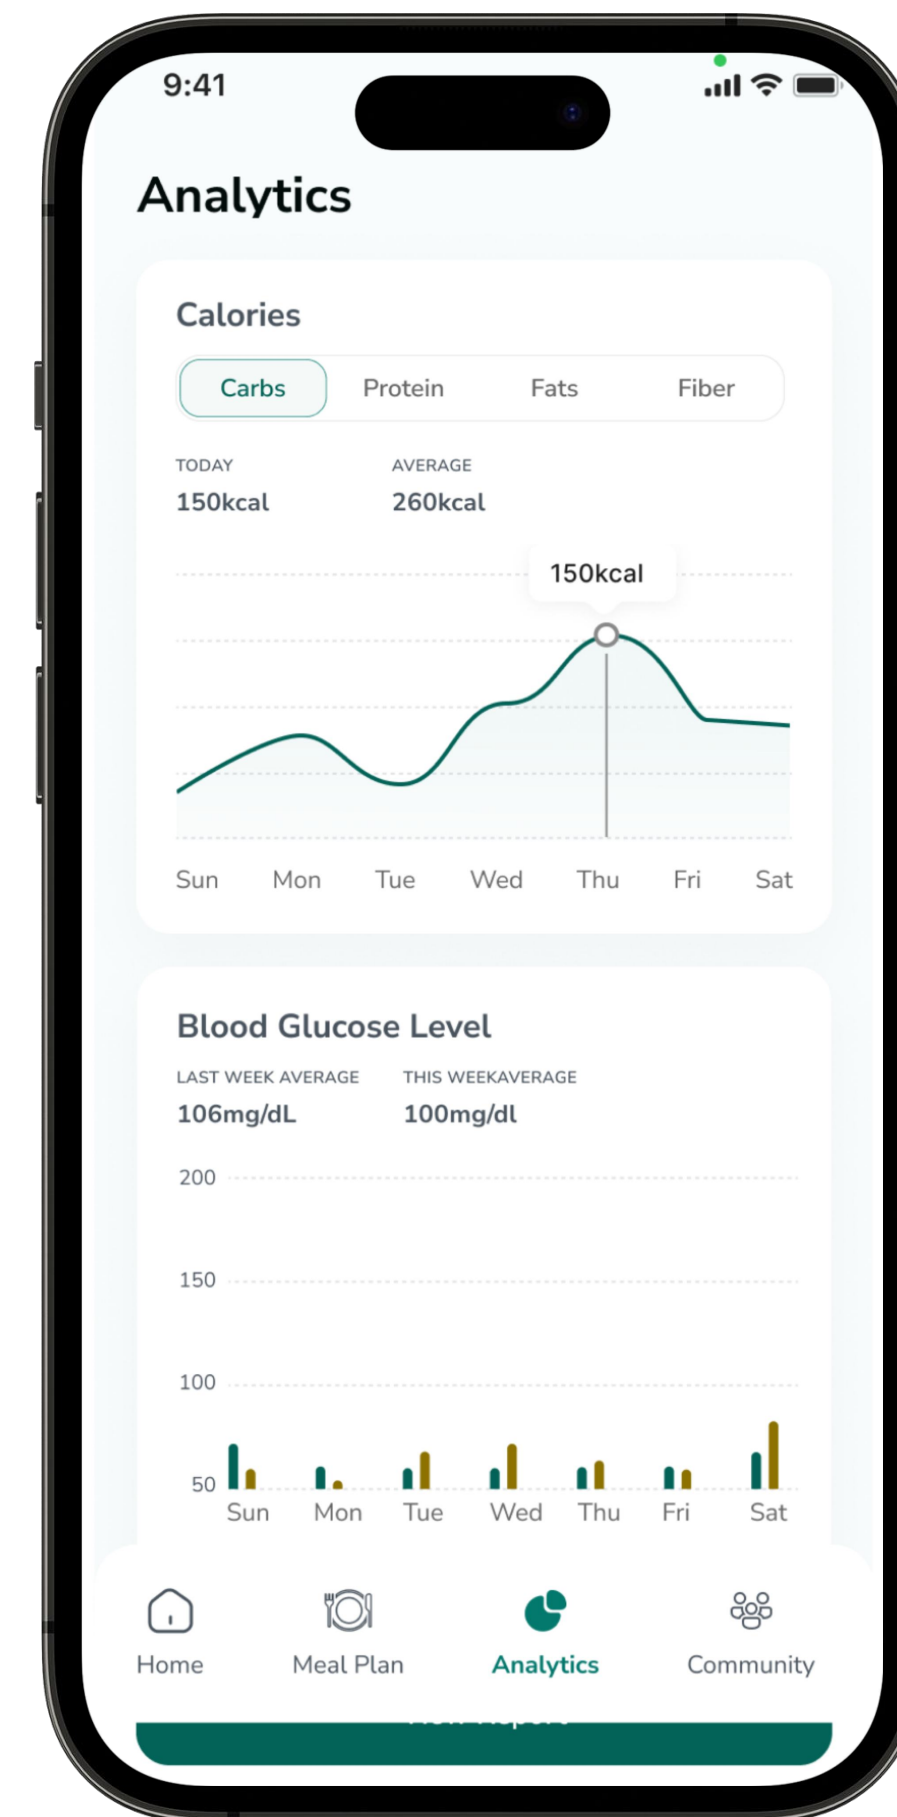 9:41
Analytics
Calories
Carbs Protein Fats Fiber
TODAY AVERAGE
150kcal 260kcal
150kcal
Sun Mon Tue Wed Thu Fri Sat
Blood Glucose Level
LAST WEEK AVERAGE THIS WEEKAVERAGE
106mg/dL 100mg/dl
200
150
100
50
Sun Mon Tue Wed Thu Fri Sat
Home Meal Plan Analytics Community